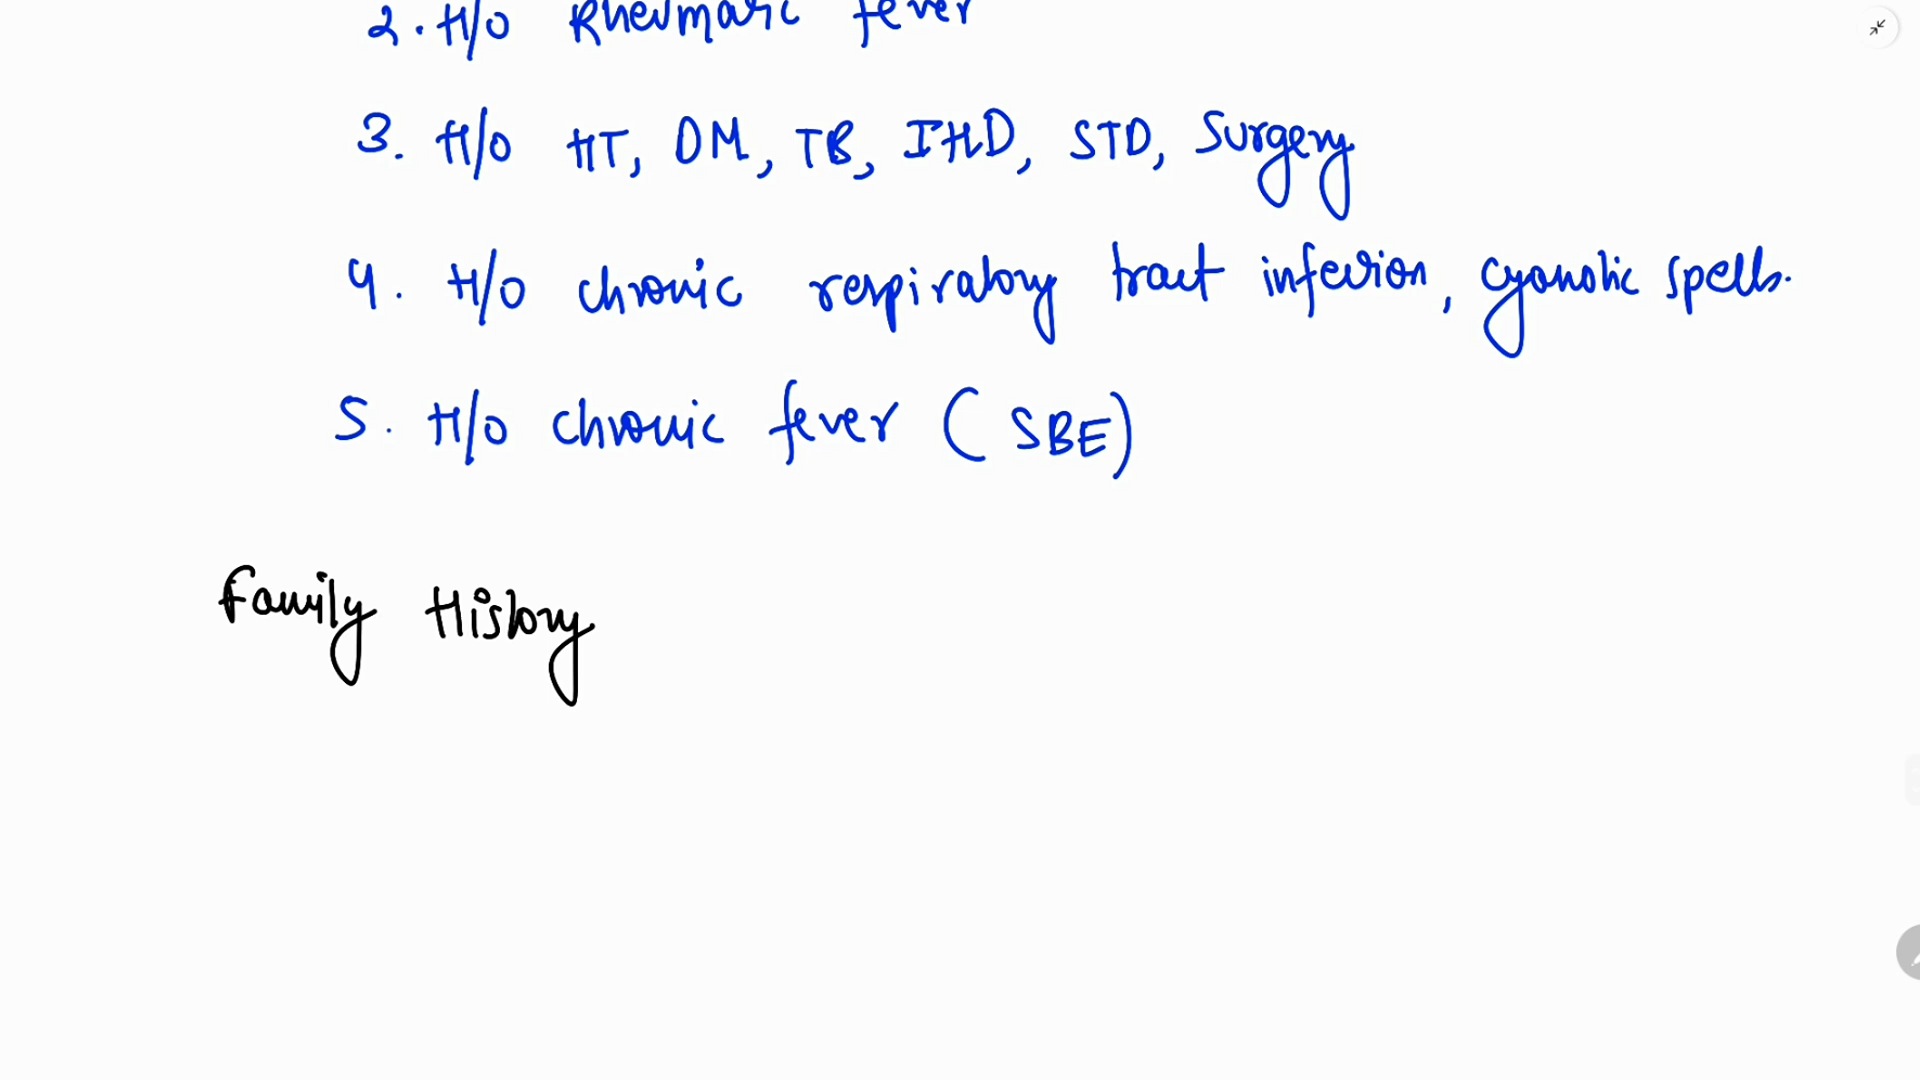 2. H/O Rheumatic fever
3. H/O HT, DM, TB, IHD, STD, Surgery
4. H/O chronic respiratory tract infection, cyanotic spells.
5. H/O chronic fever (SBE)
Family History